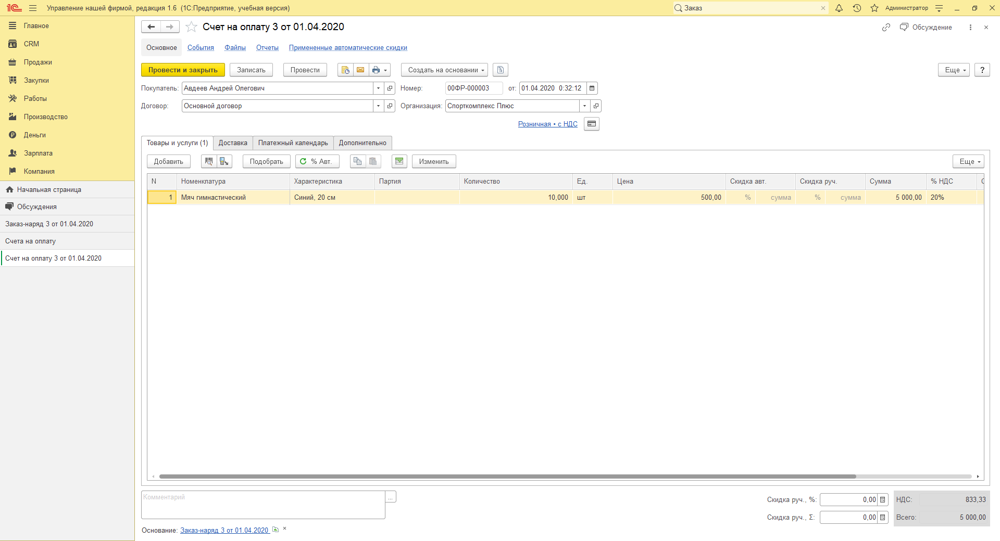 1С Управление нашей фирмой, редакция 1.6 (1С:Предприятие, учебная версия) Заказ Администратор
Главное
CRM
Продажи
Закупки
Работы
Производство
Деньги
Зарплата
Компания
Начальная страница
Обсуждения
Заказ-наряд 3 от 01.04.2020
Счета на оплату
Счет на оплату 3 от 01.04.2020
Счет на оплату 3 от 01.04.2020 Обсуждение
Основное События Файлы Отчеты Примененные автоматические скидки
Провести и закрыть Записать Провести Создать на основании Еще ?
Покупатель: Авдеев Андрей Олегович Номер: 00ФР-000003 от: 01.04.2020 0:32:12
Договор: Основной договор Организация: Спорткомплекс Плюс
Розничная • с НДС
Товары и услуги (1) Доставка Платежный календарь Дополнительно
Добавить Подобрать % Авт. Изменить Еще
N Номенклатура Характеристика Партия Количество Ед. Цена Скидка авт. Скидка руч. Сумма % НДС
1 Мяч гимнастический Синий, 20 см 10,000 шт 500,00 % сумма % сумма 5 000,00 20%
Комментарий ...
Скидка руч., %: 0,00 НДС: 833,33
Скидка руч., Σ: 0,00 Всего: 5 000,00
Основание: Заказ-наряд 3 от 01.04.2020